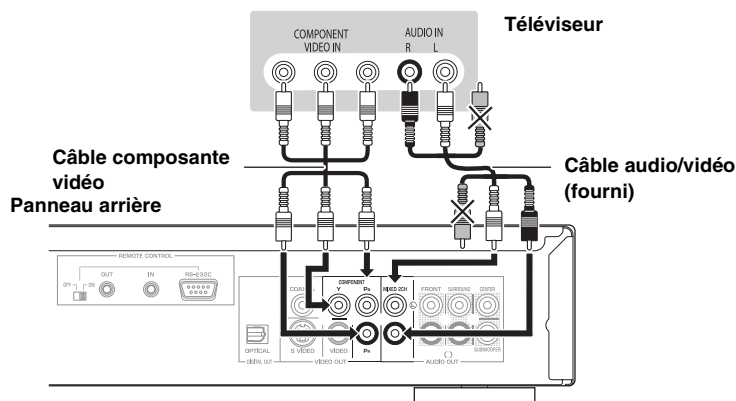 Téléviseur
COMPONENT
VIDEO IN
AUDIO IN
R L
Câble composante
vidéo
Câble audio/vidéo
(fourni)
Panneau arrière
REMOTE CONTROL
OFF ON
OUT
IN
RS-232C
COAXIAL
COMPONENT
Y PB
MIXED 2CH
L
FRONT
SURROUND
CENTER
OPTICAL
S VIDEO
VIDEO
PR
SUBWOOFER
DIGITAL OUT
VIDEO OUT
AUDIO OUT